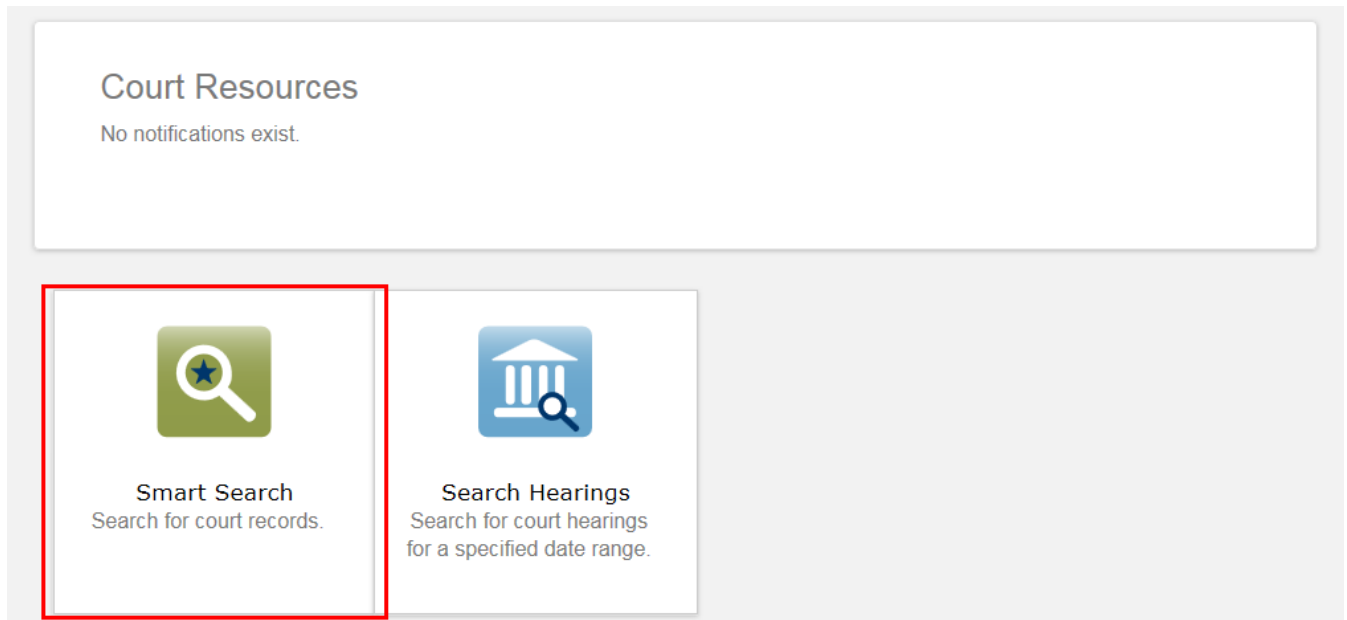 Court Resources
No notifications exist.
Smart Search
Search for court records.
Search Hearings
Search for court hearings
for a specified date range.